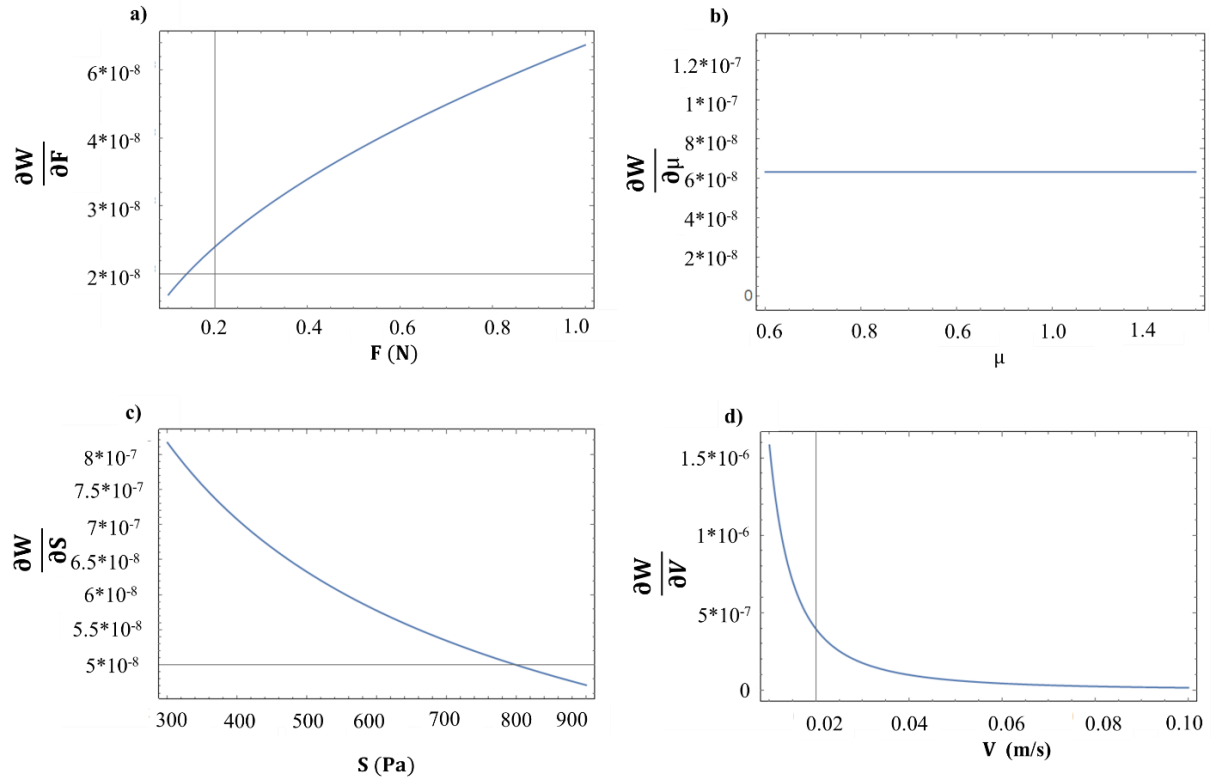 a)
6*10-8
4*10-8
3*10-8
2*10-8
∂W
∂F
0.2
0.4
0.6
0.8
1.0
F (N)
b)
1.2*10-7
1*10-7
8*10-8
6*10-8
4*10-8
2*10-8
0
∂W
∂μ
0.6
0.8
0.6
1.0
1.4
μ
c)
8*10-7
7.5*10-7
7*10-7
6.5*10-8
6*10-8
5.5*10-8
5*10-8
∂W
∂S
300
400
500
600
700
800
900
S (Pa)
d)
1.5*10-6
1*10-6
5*10-7
0
∂W
∂V
0.02
0.04
0.06
0.08
0.10
V (m/s)